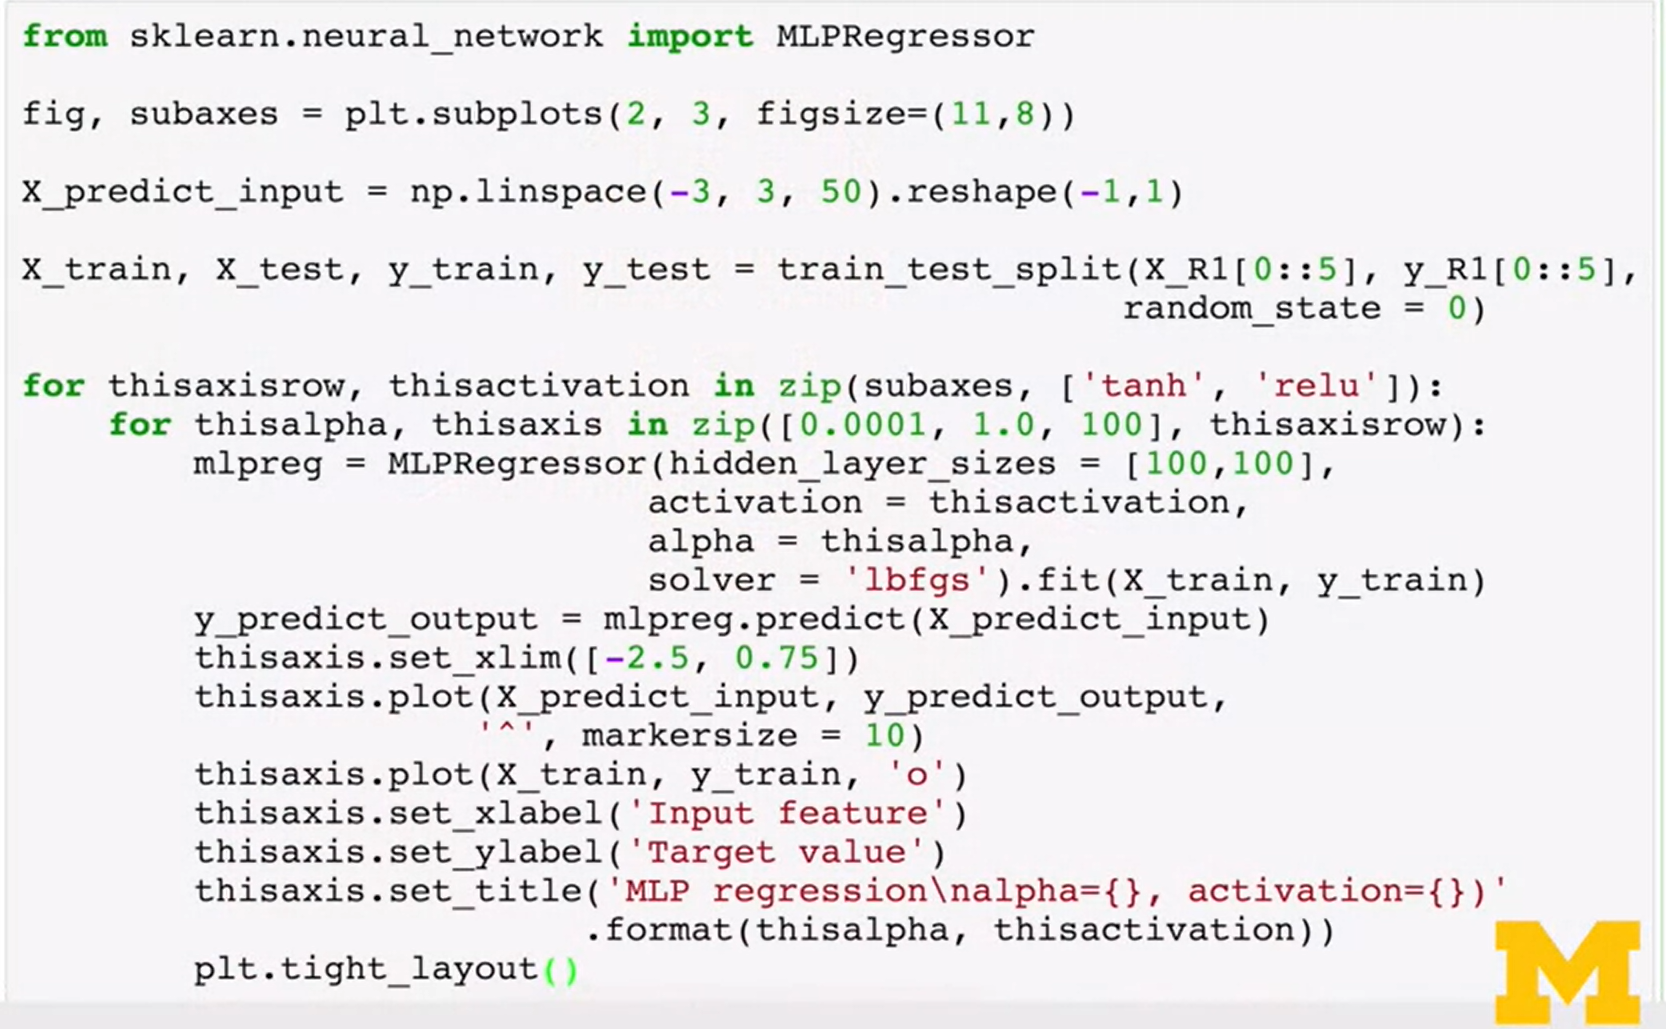 from sklearn.neural_network import MLPRegressor
fig, subaxes = plt.subplots(2, 3, figsize=(11,8))
X_predict_input = np.linspace(-3, 3, 50).reshape(-1,1)
X_train, X_test, y_train, y_test = train_test_split(X_R1[0::5], y_R1[0::5],
random_state = 0)
for thisaxisrow, thisactivation in zip(subaxes, ['tanh', 'relu']):
for thisalpha, thisaxis in zip([0.0001, 1.0, 100], thisaxisrow):
mlpreg = MLPRegressor(hidden_layer_sizes = [100,100],
activation = thisactivation,
alpha = thisalpha,
solver = 'lbfgs').fit(X_train, y_train)
y_predict_output = mlpreg.predict(X_predict_input)
thisaxis.set_xlim([-2.5, 0.75])
thisaxis.plot(X_predict_input, y_predict_output,
'^', markersize = 10)
thisaxis.plot(X_train, y_train, 'o')
thisaxis.set_xlabel('Input feature')
thisaxis.set_ylabel('Target value')
thisaxis.set_title('MLP regression\nalpha={}, activation={})'
.format(thisalpha, thisactivation))
plt.tight_layout()
M